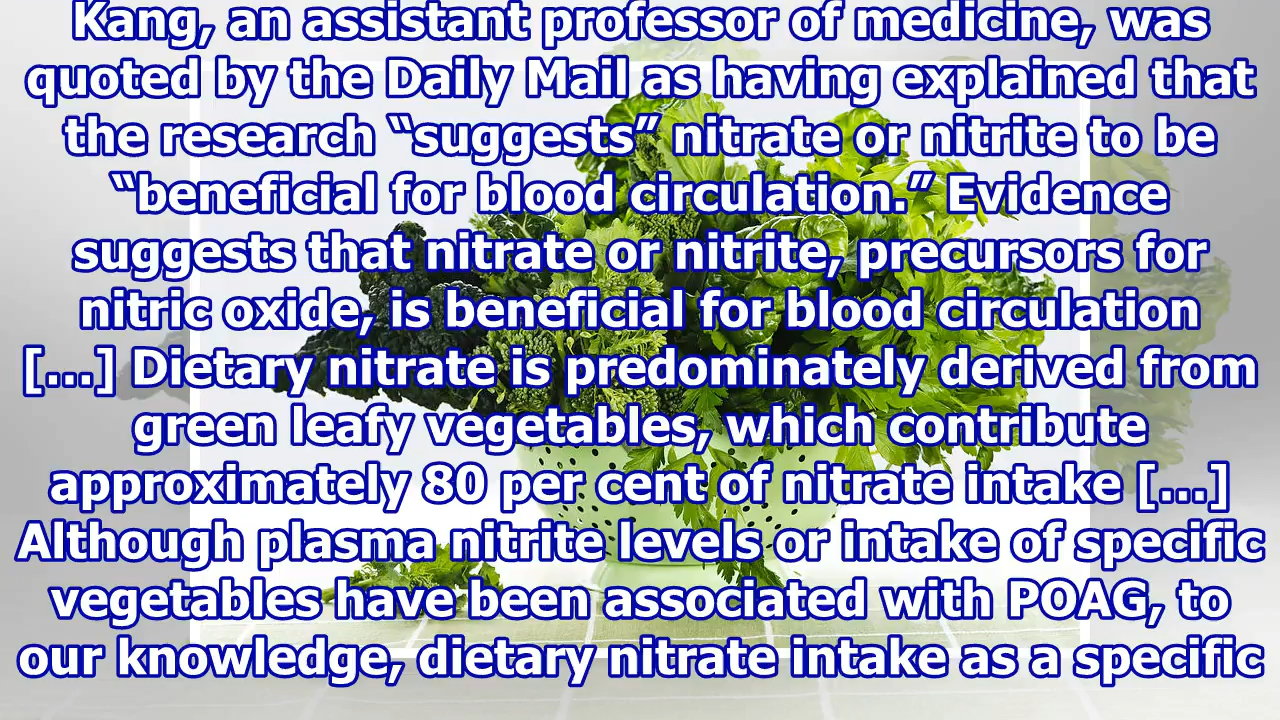 Kang, an assistant professor of medicine, was
quoted by the Daily Mail as having explained that
the research “suggests” nitrate or nitrite to be
“beneficial for blood circulation.” Evidence
suggests that nitrate or nitrite, precursors for
nitric oxide, is beneficial for blood circulation
[...] Dietary nitrate is predominately derived from
green leafy vegetables, which contribute
approximately 80 per cent of nitrate intake [...]
Although plasma nitrite levels or intake of specific
vegetables have been associated with POAG, to
our knowledge, dietary nitrate intake as a specific